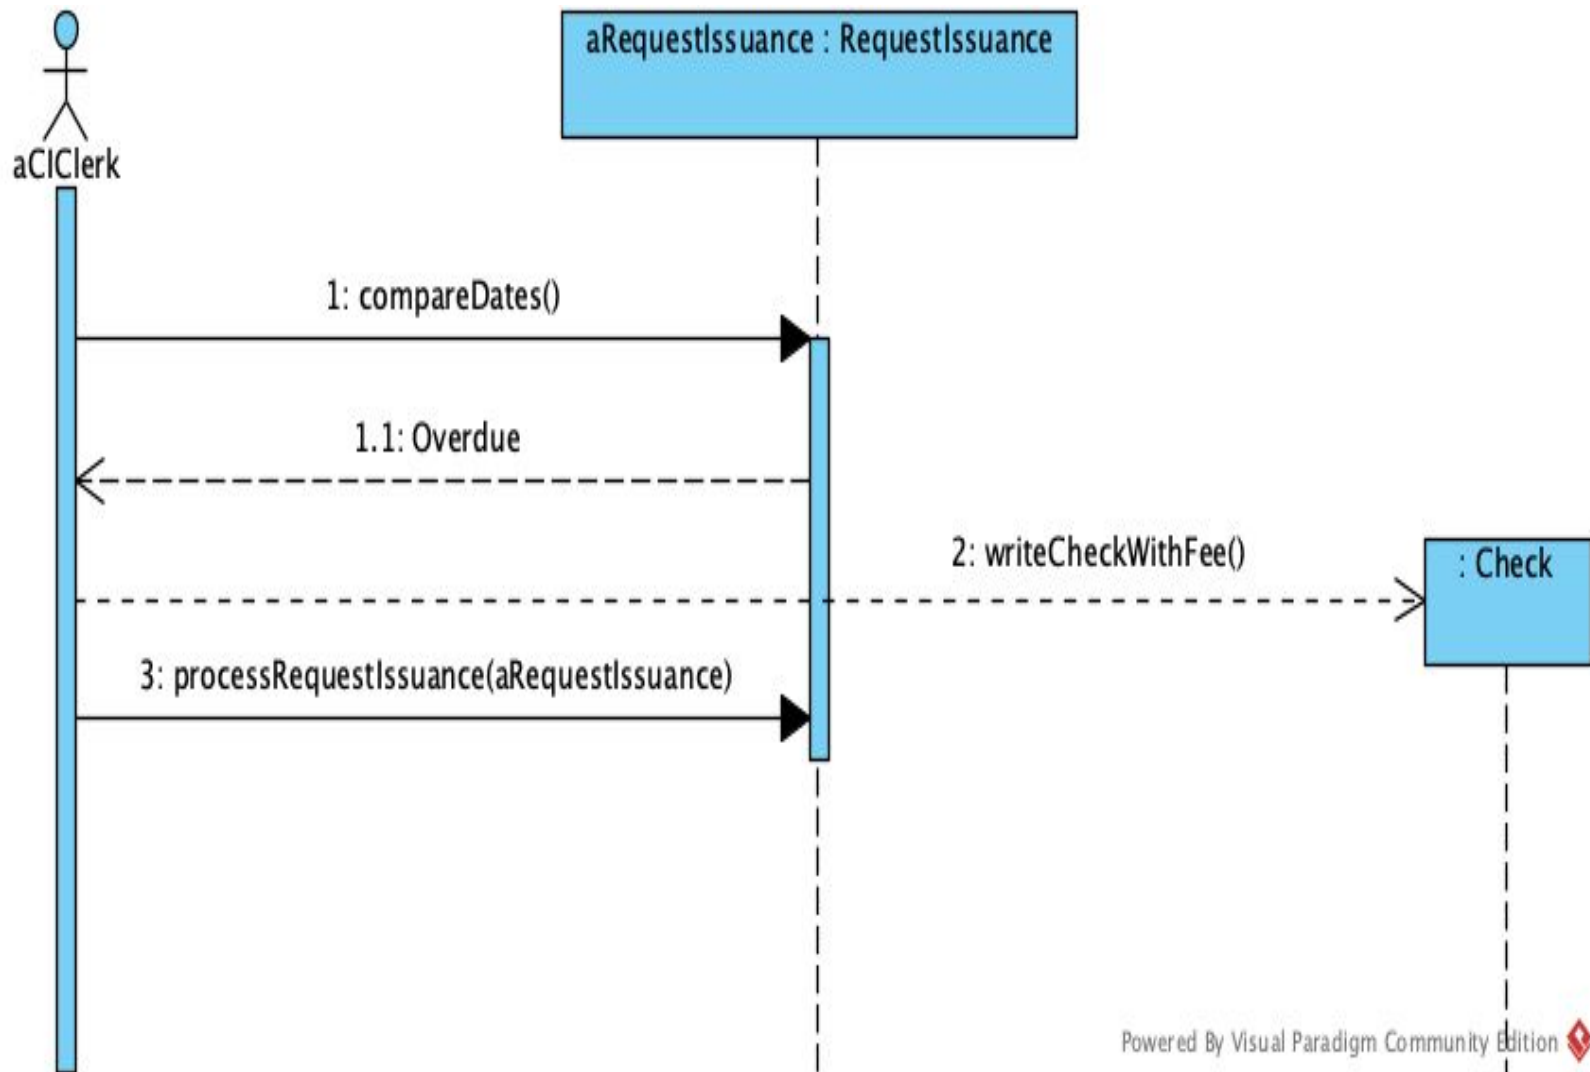 aRequestIssuance : RequestIssuance
aCIClerk
1: compareDates()
1.1: Overdue
2: writeCheckWithFee()
: Check
3: processRequestIssuance(aRequestIssuance)
Powered By Visual Paradigm Community Edition